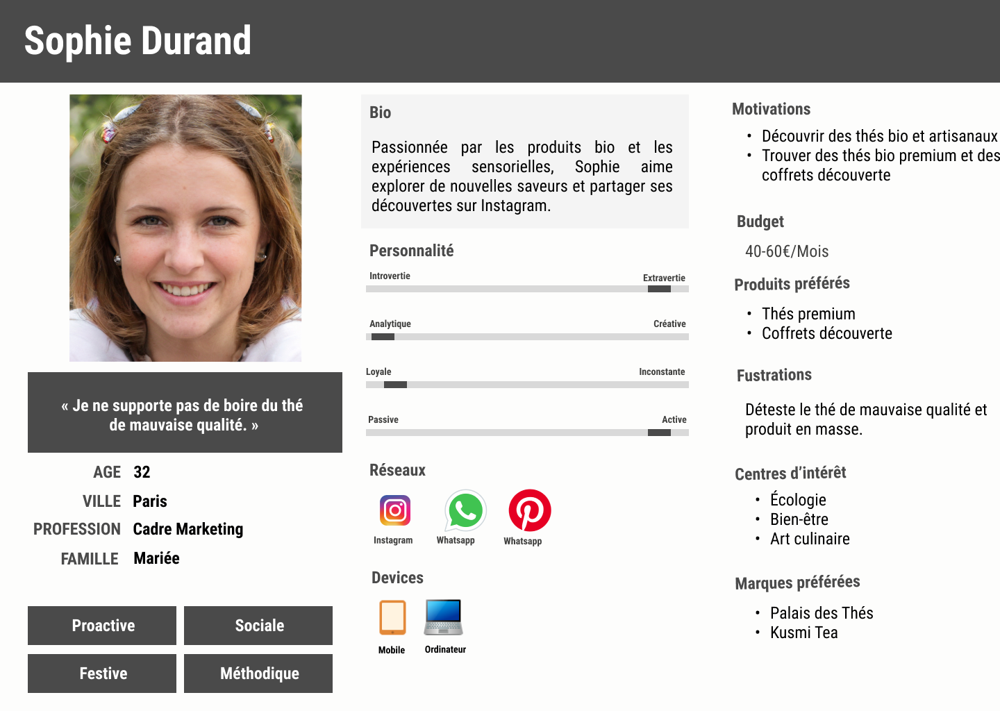 Sophie Durand
« Je ne supporte pas de boire du thé
de mauvaise qualité. »
AGE 32
VILLE Paris
PROFESSION Cadre Marketing
FAMILLE Mariée
Proactive
Sociale
Festive
Méthodique
Bio
Passionnée par les produits bio et les
expériences sensorielles, Sophie aime
explorer de nouvelles saveurs et partager ses
découvertes sur Instagram.
Personnalité
Introvertie Extravertie
Analytique Créative
Loyale Inconstante
Passive Active
Réseaux
Instagram Whatsapp Whatsapp
Devices
Mobile Ordinateur
Motivations
• Découvrir des thés bio et artisanaux
• Trouver des thés bio premium et des
coffrets découverte
Budget
40-60€/Mois
Produits préférés
• Thés premium
• Coffrets découverte
Fustrations
Déteste le thé de mauvaise qualité et
produit en masse.
Centres d’intérêt
• Écologie
• Bien-être
• Art culinaire
Marques préférées
• Palais des Thés
• Kusmi Tea